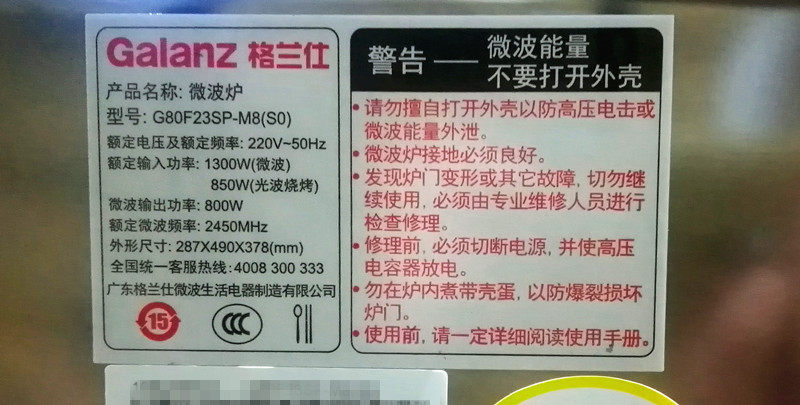 Galanz 格兰仕
产品名称: 微波炉
型号: G80F23SP-M8(S0)
额定电压及额定频率: 220V~50Hz
额定输入功率: 1300W(微波)
850W(光波烧烤)
微波输出功率: 800W
额定微波频率: 2450MHz
外形尺寸: 287X490X378(mm)
全国统一客服热线: 4008 300 333
广东格兰仕微波生活电器制造有限公司
15
CCC
警告 — 微波能量
不要打开外壳
•请勿擅自打开外壳以防高压电击或
微波能量外泄。
•微波炉接地必须良好。
•发现炉门变形或其它故障, 切勿继
续使用, 必须由专业维修人员进行
检查修理。
•修理前, 必须切断电源, 并使高压
电容器放电。
•勿在炉内煮带壳蛋, 以防爆裂损坏
炉门。
•使用前, 请一定详细阅读使用手册。